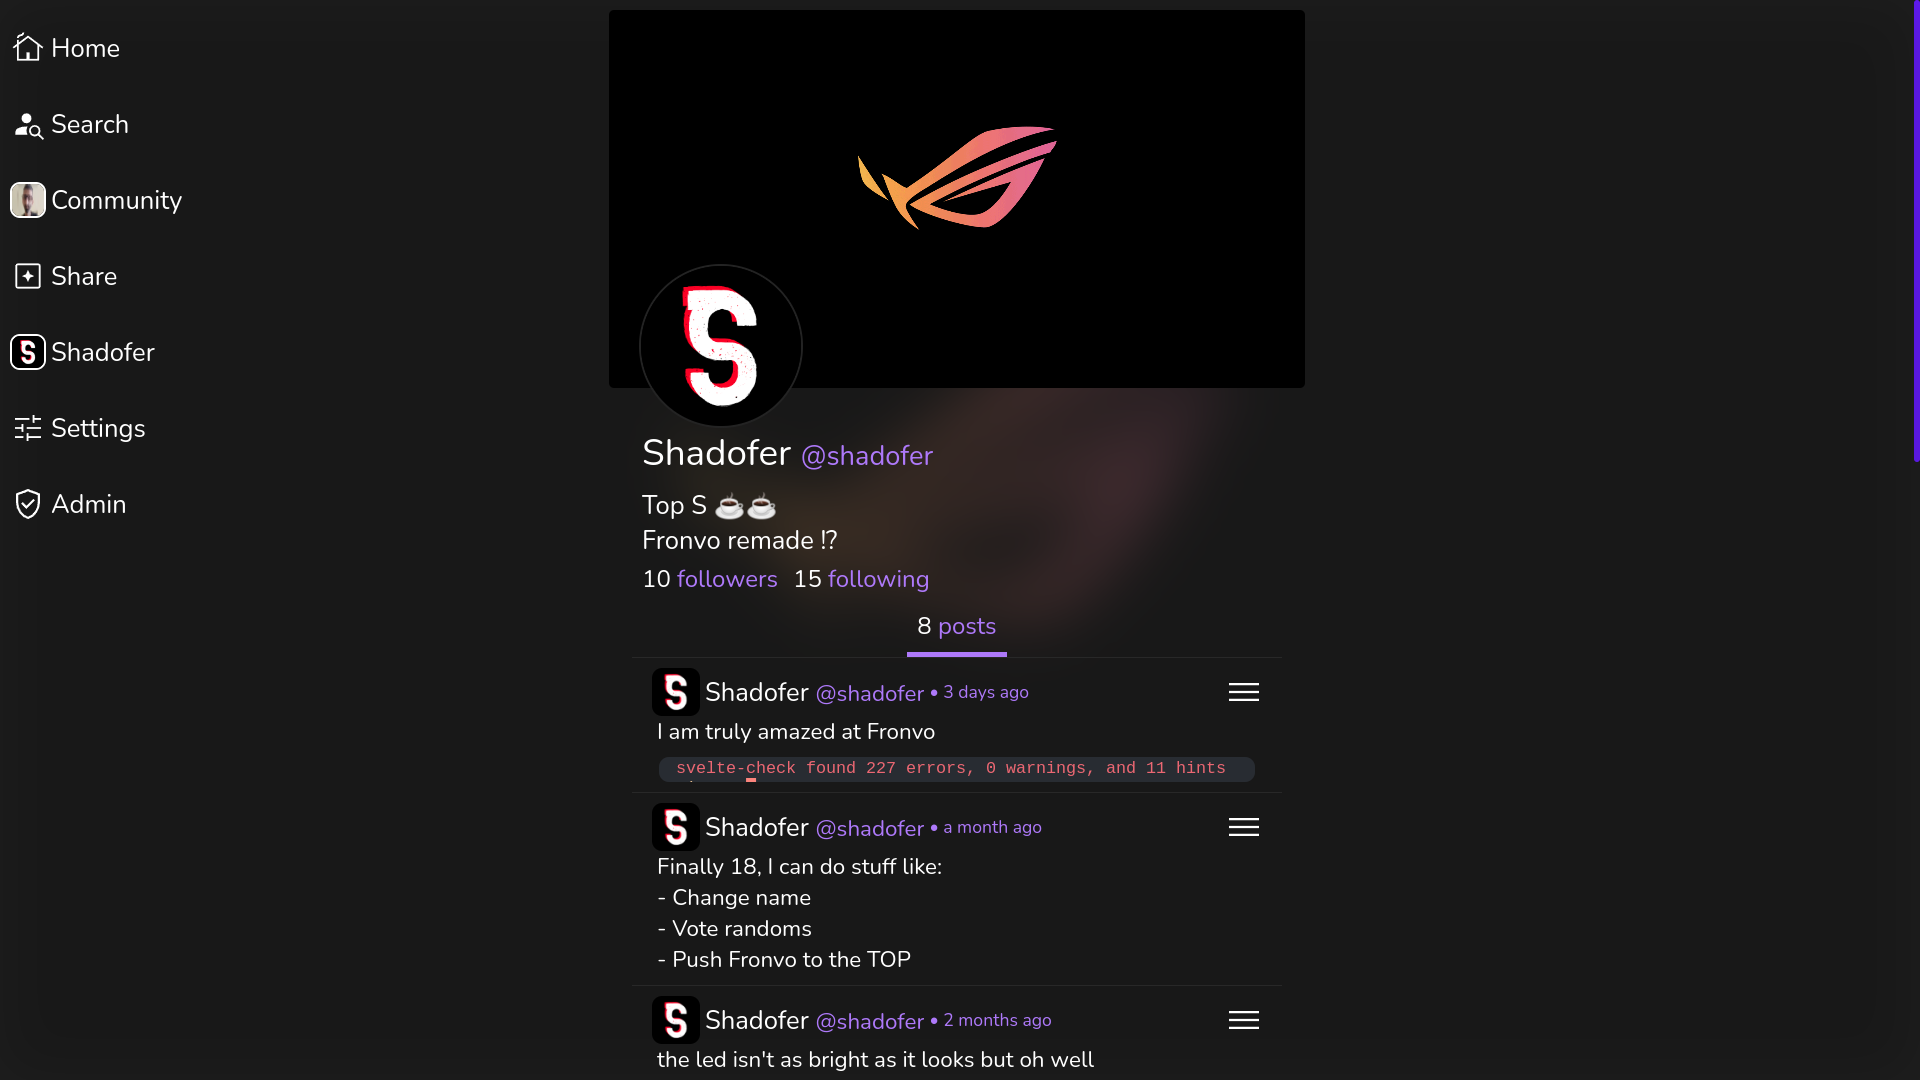 Home
Search
Community
Share
Shadofer
Settings
Admin
S
Shadofer @shadofer
Top S ☕☕
Fronvo remade !?
10 followers 15 following
8 posts
Shadofer @shadofer • 3 days ago
I am truly amazed at Fronvo
svelte-check found 227 errors, 0 warnings, and 11 hints
Shadofer @shadofer • a month ago
Finally 18, I can do stuff like:
- Change name
- Vote randoms
- Push Fronvo to the TOP
Shadofer @shadofer • 2 months ago
the led isn't as bright as it looks but oh well